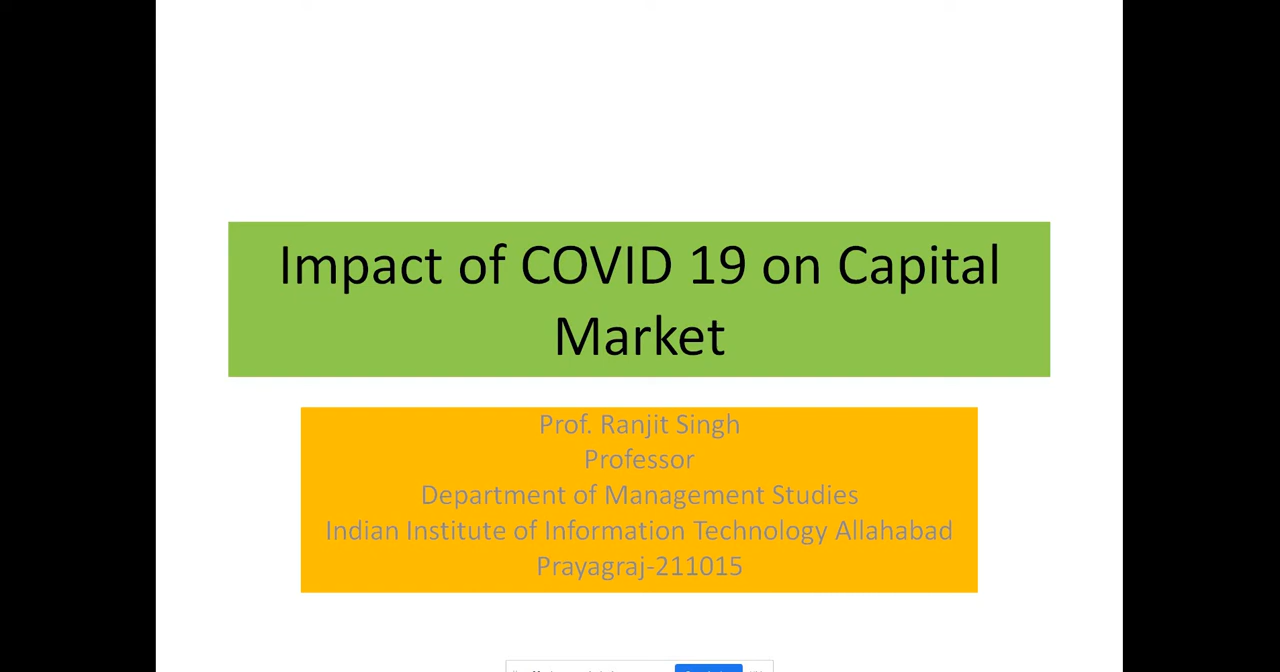 Impact of COVID 19 on Capital
Market
Prof. Ranjit Singh
Professor
Department of Management Studies
Indian Institute of Information Technology Allahabad
Prayagraj-211015